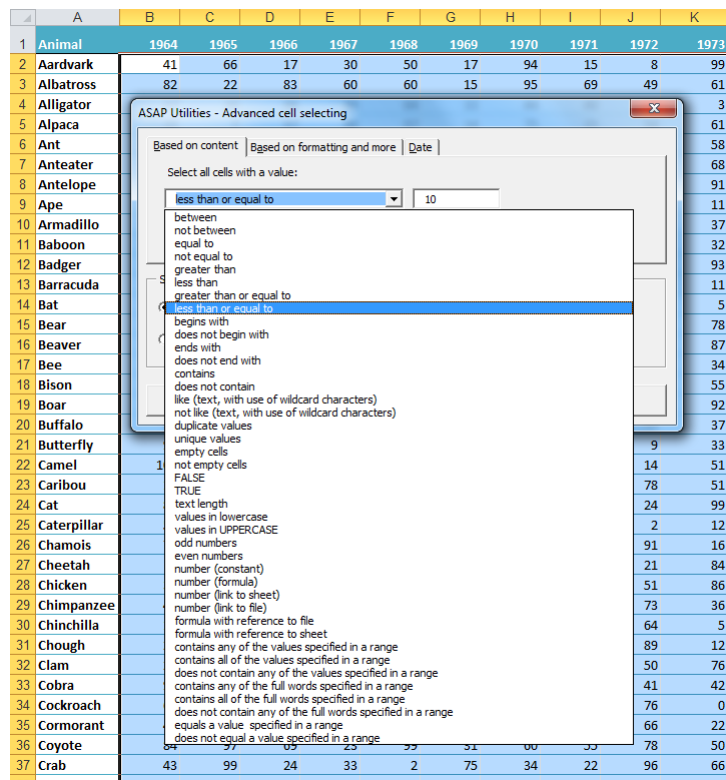 A B C D E F G H I J K
1 Animal 1964 1965 1966 1967 1968 1969 1970 1971 1972 1973
2 Aardvark 41 66 17 30 50 17 94 15 8 99
3 Albatross 82 22 83 60 60 15 95 69 49 61
4 Alligator 3
ASAP Utilities - Advanced cell selecting
5 Alpaca 61
Based on content Based on formatting and more Date
6 Ant 58
7 Anteater 68
Select all cells with a value:
8 Antelope 91
less than or equal to 10
9 Ape 11
between
10 Armadillo 37
not between
equal to
11 Baboon 32
not equal to
12 Badger 93
greater than
13 Barracuda 11
less than
greater than or equal to
14 Bat 5
less than or equal to
begins with
15 Bear 78
does not begin with
16 Beaver 87
ends with
does not end with
17 Bee 34
contains
18 Bison 55
does not contain
like (text, with use of wildcard characters)
19 Boar 92
not like (text, with use of wildcard characters)
20 Buffalo 37
duplicate values
unique values
21 Butterfly 9 33
empty cells
22 Camel 14 51
not empty cells
FALSE
23 Caribou 78 51
TRUE
24 Cat 24 99
text length
values in lowercase
25 Caterpillar 2 12
values in UPPERCASE
odd numbers
26 Chamois 91 16
even numbers
27 Cheetah 21 84
number (constant)
number (formula)
28 Chicken 51 86
number (link to sheet)
29 Chimpanzee 73 36
number (link to file)
30 Chinchilla 64 5
formula with reference to file
formula with reference to sheet
31 Chough 89 12
contains any of the values specified in a range
contains all of the values specified in a range
32 Clam 50 76
does not contain any of the values specified in a range
33 Cobra 41 42
contains any of the full words specified in a range
contains all of the full words specified in a range
34 Cockroach 76 0
does not contain any of the full words specified in a range
35 Cormorant 66 22
equals a value specified in a range
does not equal a value specified in a range
36 Coyote 78 50
37 Crab 43 99 24 33 2 75 34 22 96 66